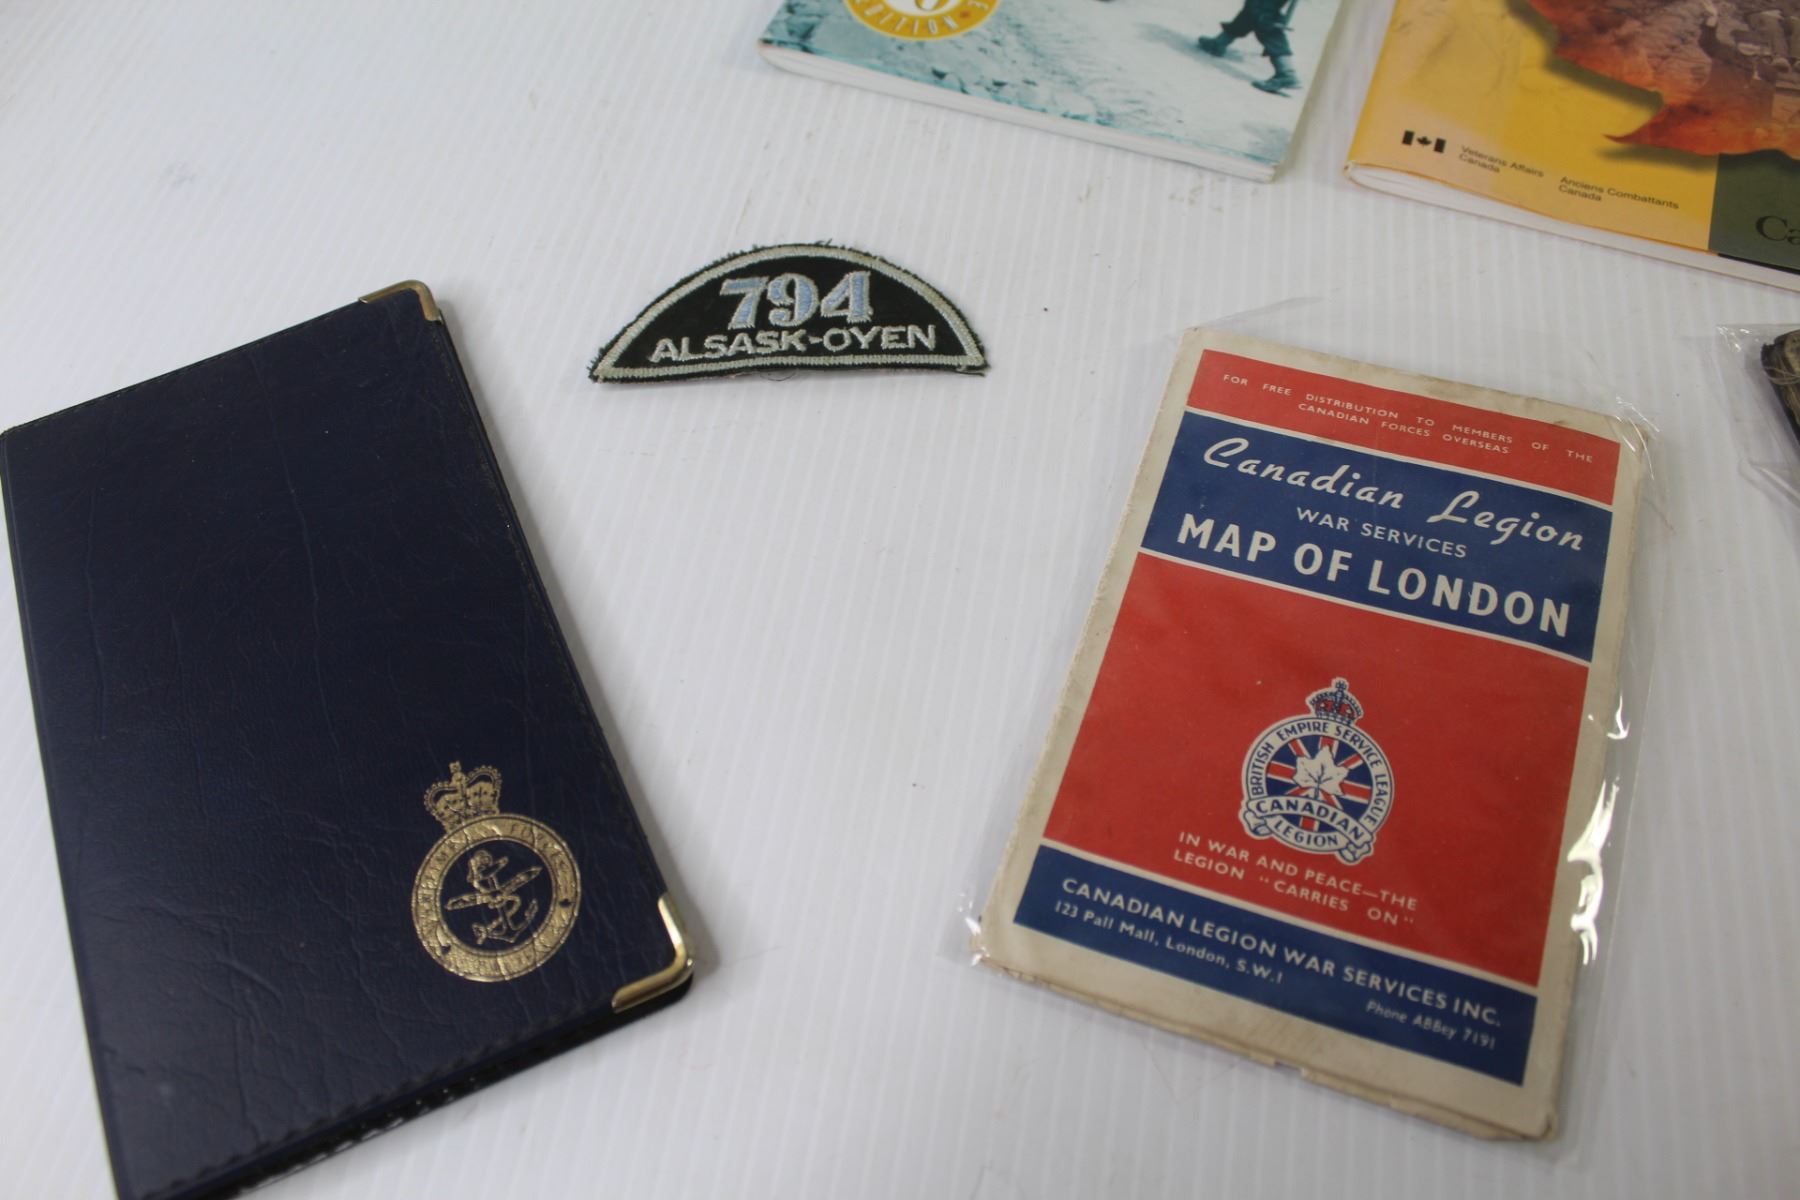 EDITION
Veterans Affairs
Canada
Anciens Combattants
Canada
794
ALSASK-OYEN
FOR FREE DISTRIBUTION TO MEMBERS OF THE
CANADIAN FORCES OVERSEAS
Canadian Legion
WAR SERVICES
MAP OF LONDON
BRITISH EMPIRE SERVICE LEAGUE
CANADIAN
LEGION
IN WAR AND PEACE—THE
LEGION "CARRIES ON"
CANADIAN LEGION WAR SERVICES INC.
123 Pall Mall, London, S.W.1
Phone ABBey 7191
FORCES